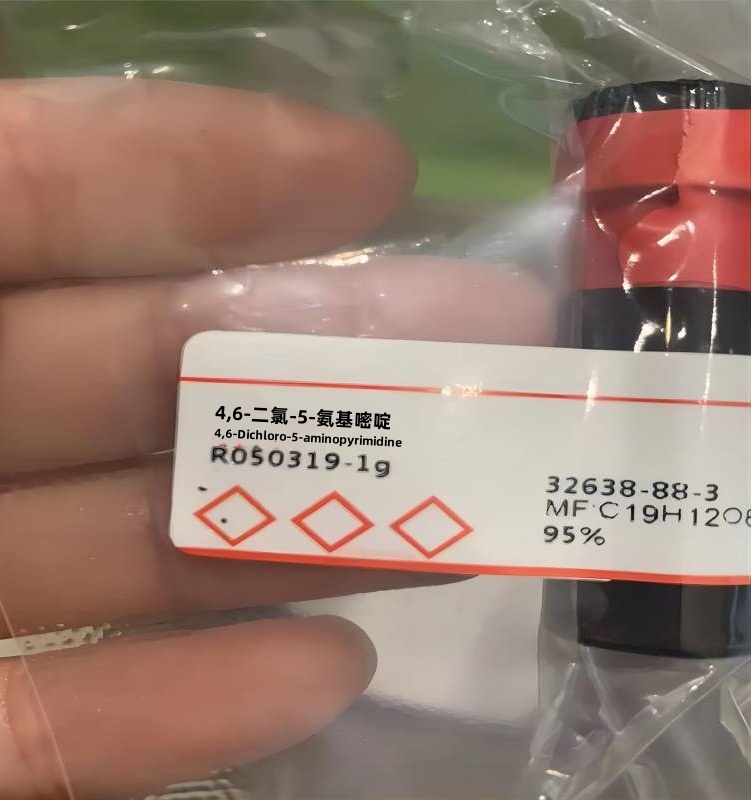 4,6-二氯-5-氨基嘧啶
4,6-Dichloro-5-aminopyrimidine
R050319-1g
32638-88-3
MF:C19H12O8
95%